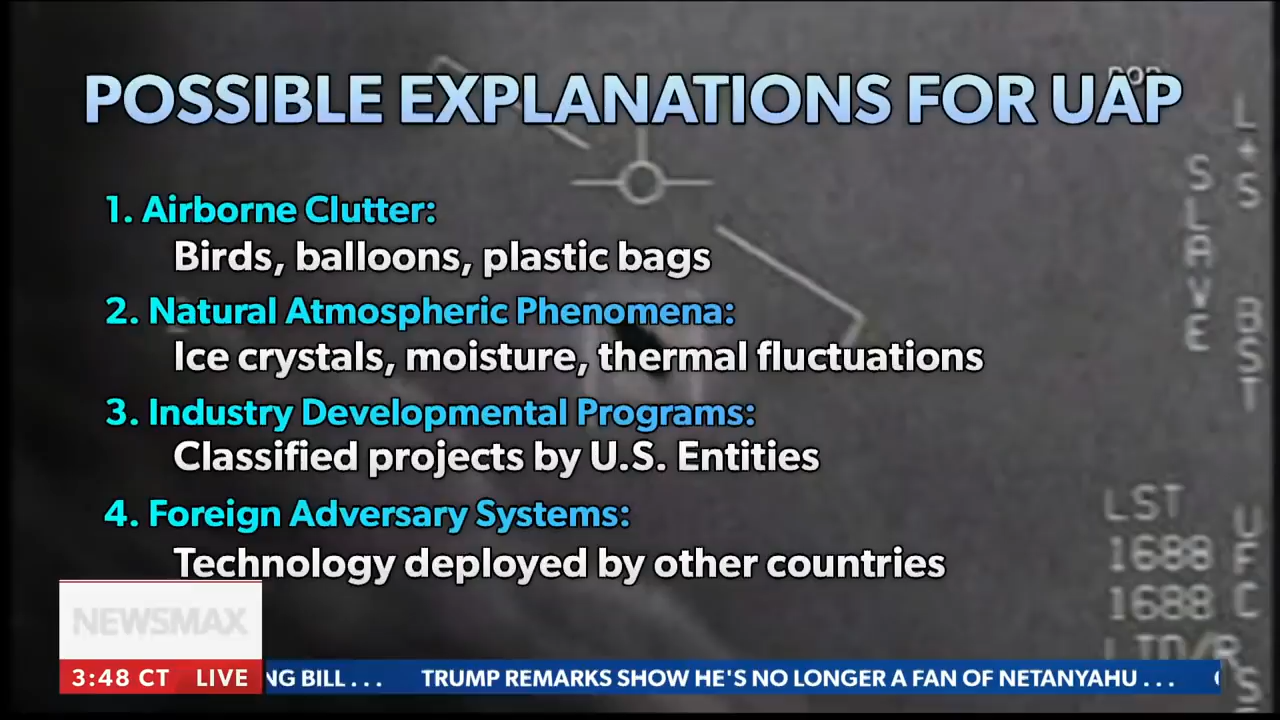 POSSIBLE EXPLANATIONS FOR UAP
1. Airborne Clutter:
Birds, balloons, plastic bags
2. Natural Atmospheric Phenomena:
Ice crystals, moisture, thermal fluctuations
3. Industry Developmental Programs:
Classified projects by U.S. Entities
4. Foreign Adversary Systems:
Technology deployed by other countries
L+S
SLAVE
BST
LST
1688
1688
UFC
NEWSMAX
3:48 CT LIVE
NG BILL... TRUMP REMARKS SHOW HE'S NO LONGER A FAN OF NETANYAHU...